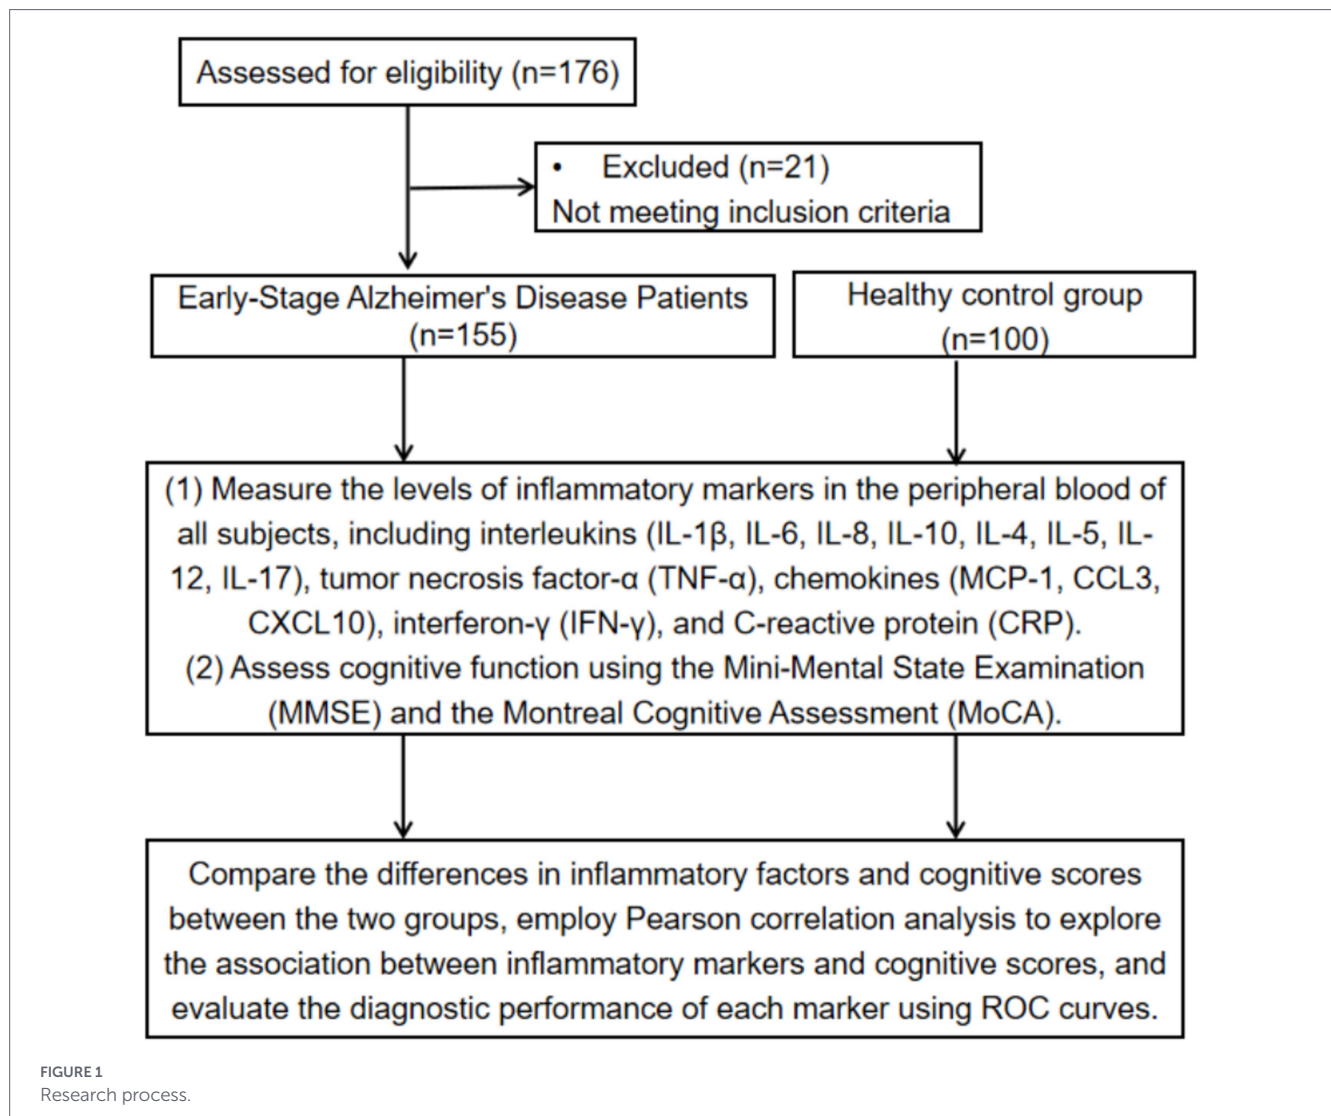 Assessed for eligibility (n=176)
• Excluded (n=21)
Not meeting inclusion criteria
Early-Stage Alzheimer's Disease Patients
(n=155)
Healthy control group
(n=100)
(1) Measure the levels of inflammatory markers in the peripheral blood of
all subjects, including interleukins (IL-1β, IL-6, IL-8, IL-10, IL-4, IL-5, IL-
12, IL-17), tumor necrosis factor-α (TNF-α), chemokines (MCP-1, CCL3,
CXCL10), interferon-γ (IFN-γ), and C-reactive protein (CRP).
(2) Assess cognitive function using the Mini-Mental State Examination
(MMSE) and the Montreal Cognitive Assessment (MoCA).
Compare the differences in inflammatory factors and cognitive scores
between the two groups, employ Pearson correlation analysis to explore
the association between inflammatory markers and cognitive scores, and
evaluate the diagnostic performance of each marker using ROC curves.
FIGURE 1
Research process.